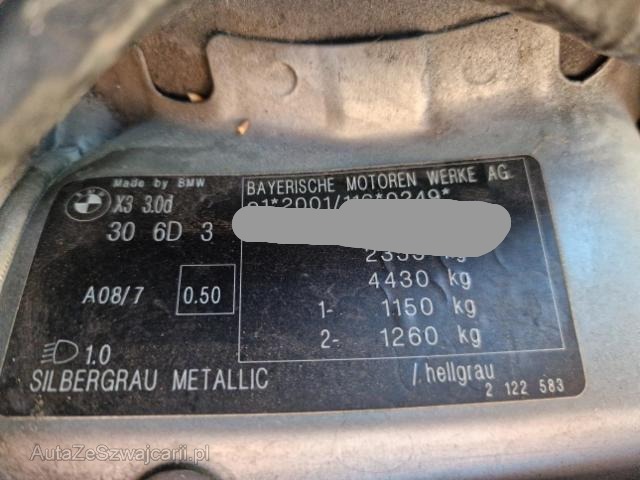 Made by BMW
X3 3.0d
30 6D 3
A08/7 0.50
1.0
SILBERGRAU METALLIC
BAYERISCHE MOTOREN WERKE AG
kg
4430 kg
1- 1150 kg
2- 1260 kg
/hellgrau
2 122 583
AutaZeSzwajcarii.pl